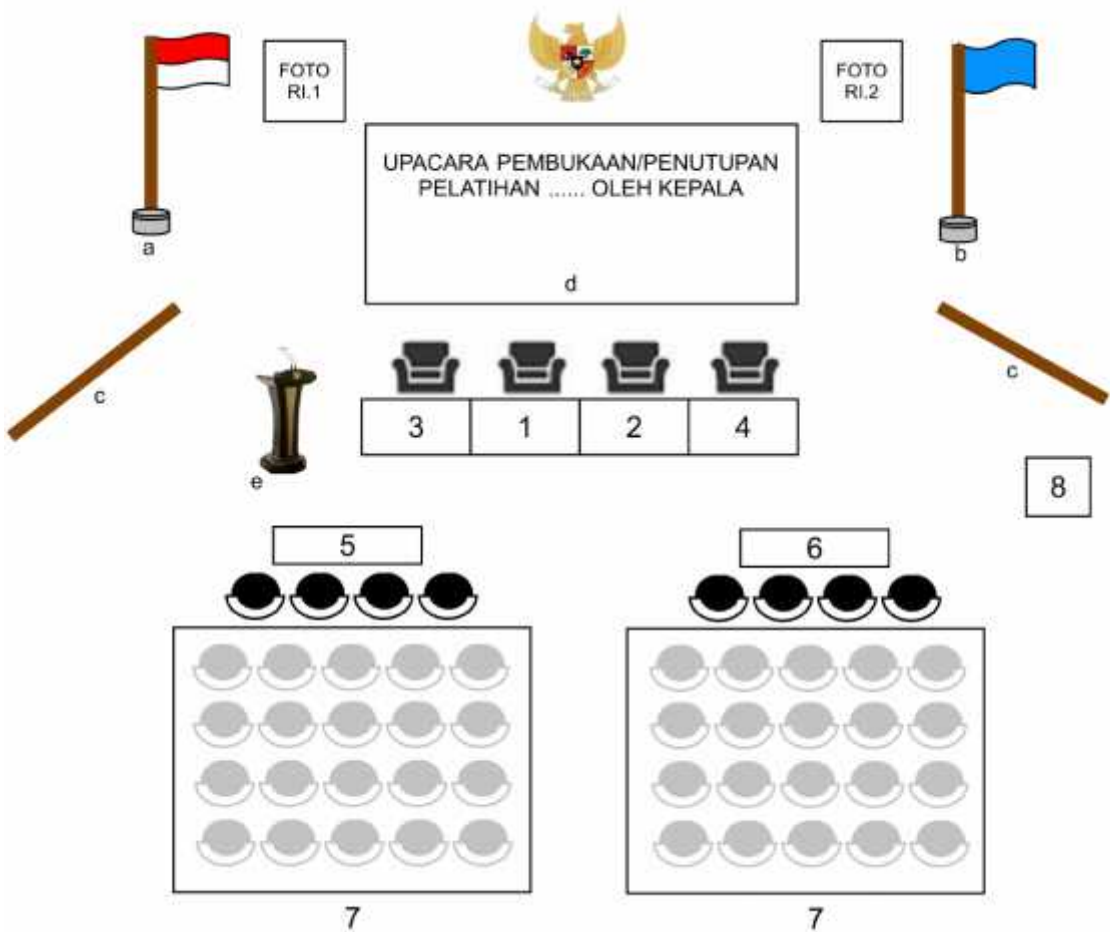 FOTO
RI.1
FOTO
RI.2
UPACARA PEMBUKAAN/PENUTUPAN
PELATIHAN ...... OLEH KEPALA
d
a
b
c
c
3
1
2
4
e
8
5
6
7
7